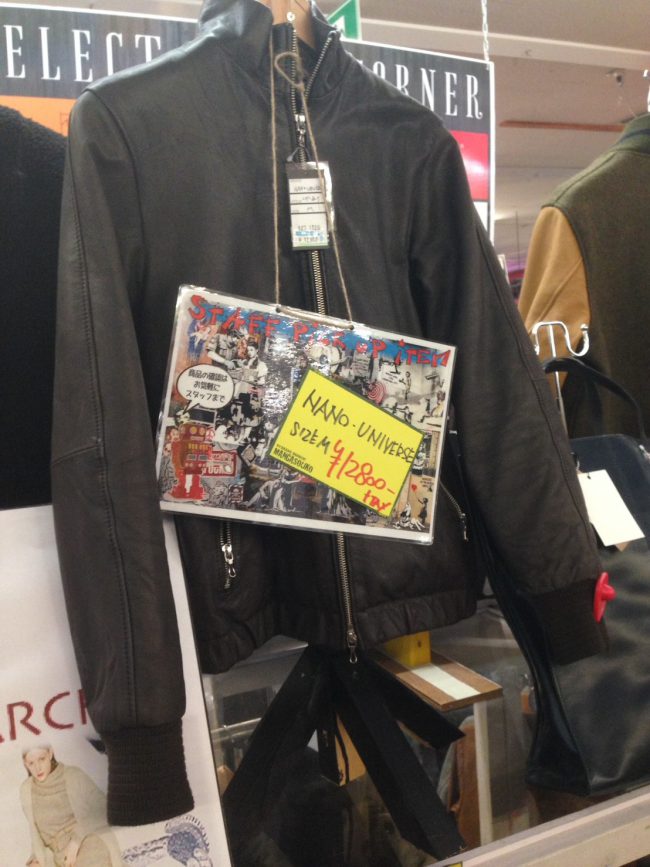 ELECT
ORNER
STAFF PICK UP ITEM
商品の確認は
お気軽に
スタッフまで
NANO・UNIVERSE
SIZE M
¥12800-
tax
MANGASOUKO
ARCH